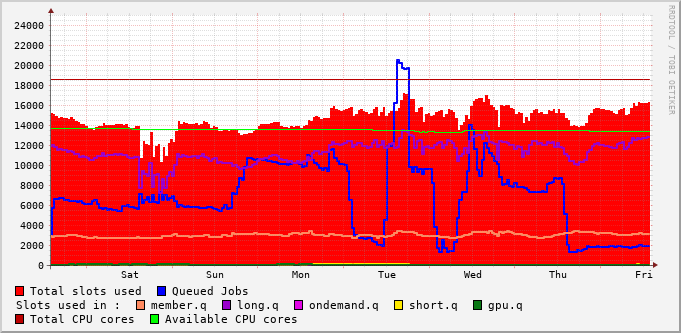 24000
22000
20000
18000
16000
14000
12000
10000
8000
6000
4000
2000
0
Sat Sun Mon Tue Wed Thu Fri
RRDTOOL / TOBI OETIKER
Total slots used Queued Jobs
Slots used in : member.q long.q ondemand.q short.q gpu.q
Total CPU cores Available CPU cores